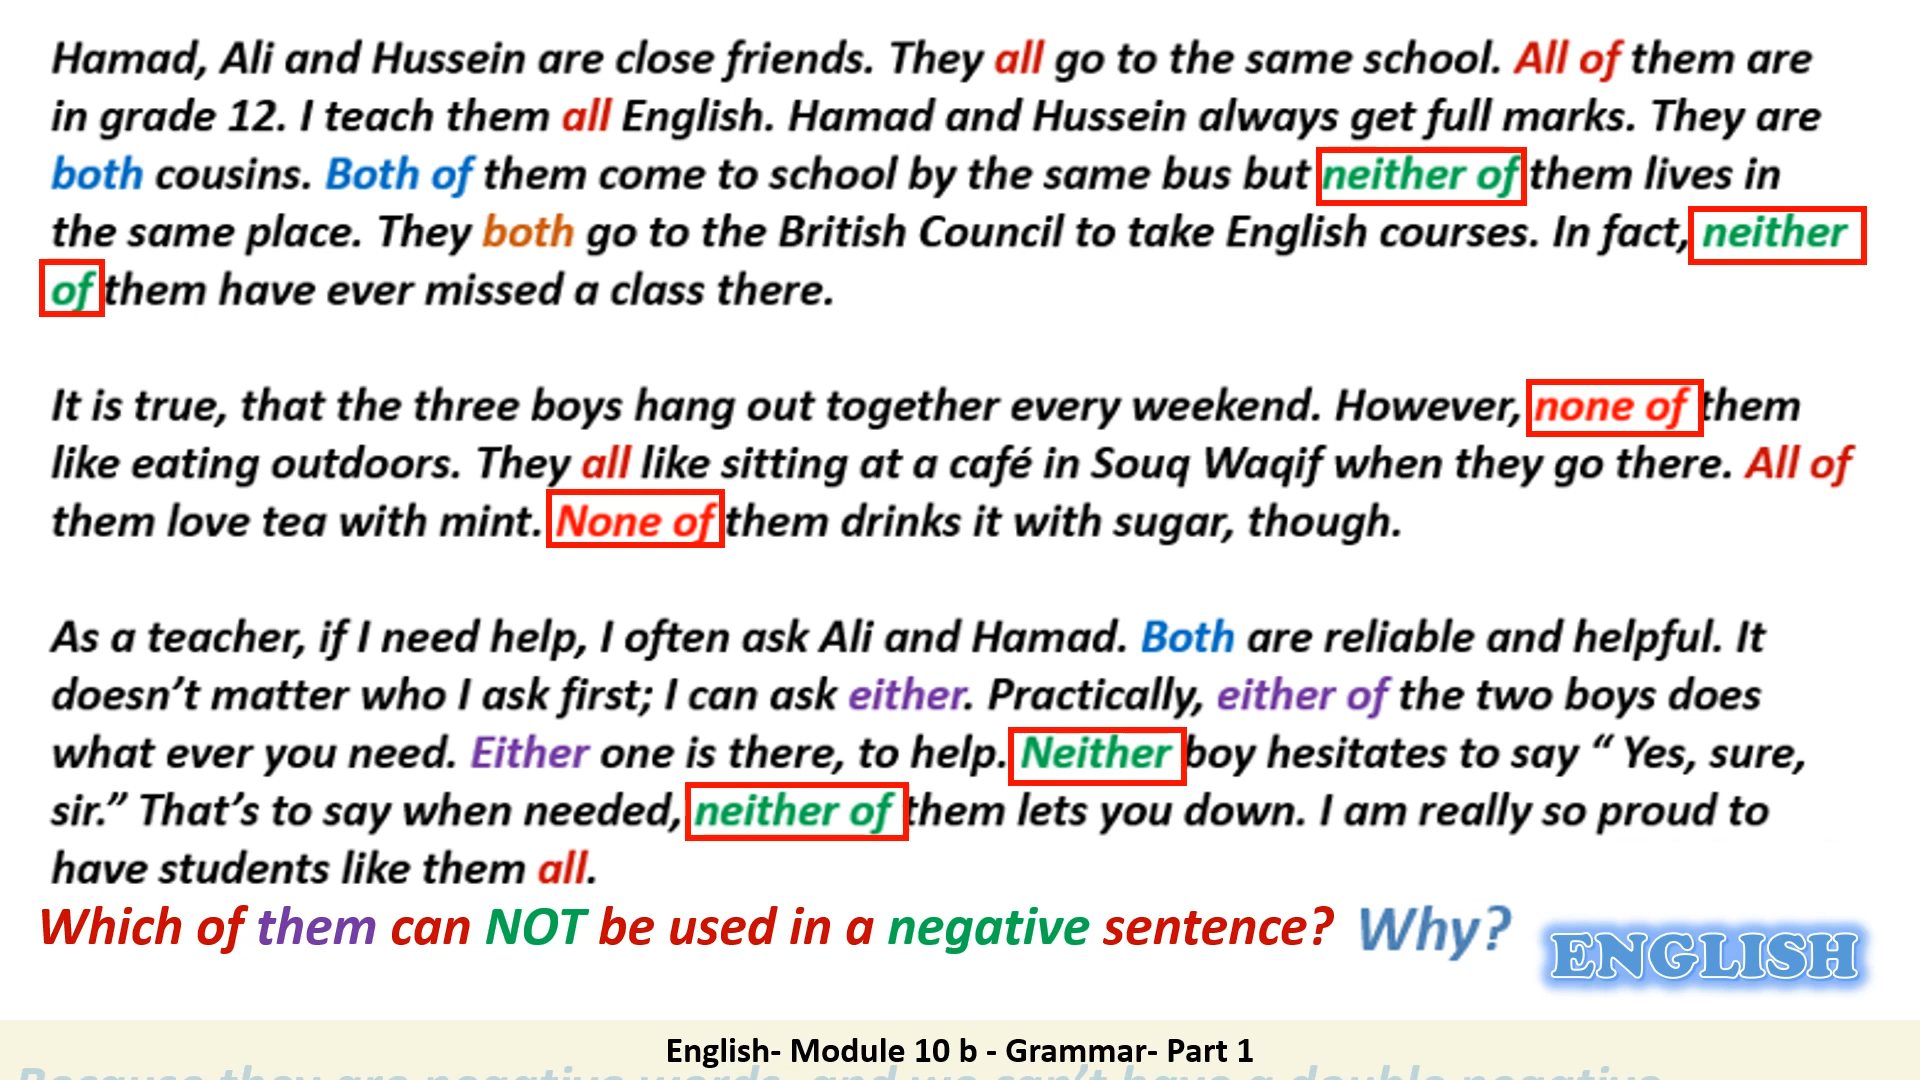 Hamad, Ali and Hussein are close friends. They all go to the same school. All of them are
in grade 12. I teach them all English. Hamad and Hussein always get full marks. They are
both cousins. Both of them come to school by the same bus but neither of them lives in
the same place. They both go to the British Council to take English courses. In fact, neither
of them have ever missed a class there.
It is true, that the three boys hang out together every weekend. However, none of them
like eating outdoors. They all like sitting at a café in Souq Waqif when they go there. All of
them love tea with mint. None of them drinks it with sugar, though.
As a teacher, if I need help, I often ask Ali and Hamad. Both are reliable and helpful. It
doesn’t matter who I ask first; I can ask either. Practically, either of the two boys does
what ever you need. Either one is there, to help. Neither boy hesitates to say “ Yes, sure,
sir.” That’s to say when needed, neither of them lets you down. I am really so proud to
have students like them all.
Which of them can NOT be used in a negative sentence? Why?
ENGLISH
English- Module 10 b - Grammar- Part 1
Because they are negative words, and we can’t have a double negative